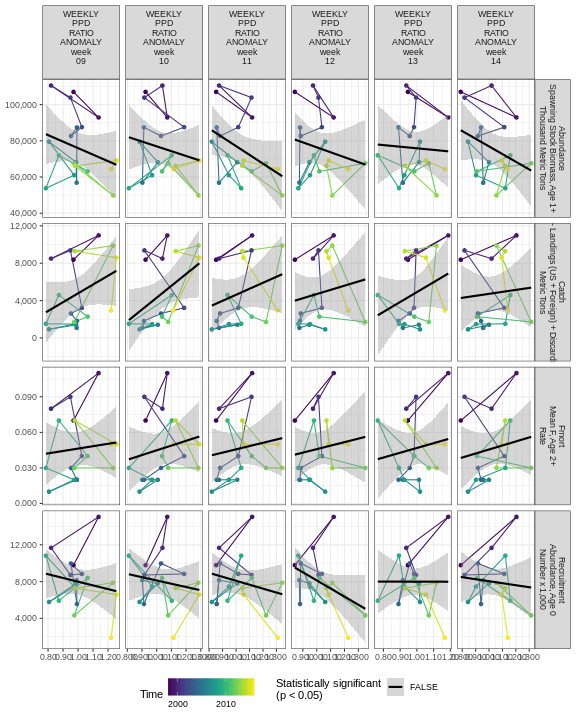 WEEKLY PPD RATIO ANOMALY week 09
WEEKLY PPD RATIO ANOMALY week 10
WEEKLY PPD RATIO ANOMALY week 11
WEEKLY PPD RATIO ANOMALY week 12
WEEKLY PPD RATIO ANOMALY week 13
WEEKLY PPD RATIO ANOMALY week 14
100,000
80,000
60,000
40,000
Abundance
Spawning Stock Biomass, Age 1+
Thousand Metric Tons
12,000
8,000
4,000
0
Catch
- Landings (US + Foreign) + Discard
Metric Tons
0.090
0.060
0.030
0.000
Fmort
Mean F, Age 2+
Rate
12,000
8,000
4,000
Recruitment
Abundance, Age 0
Number x 1,000
Time
2000
2010
Statistically significant
(p < 0.05)
FALSE